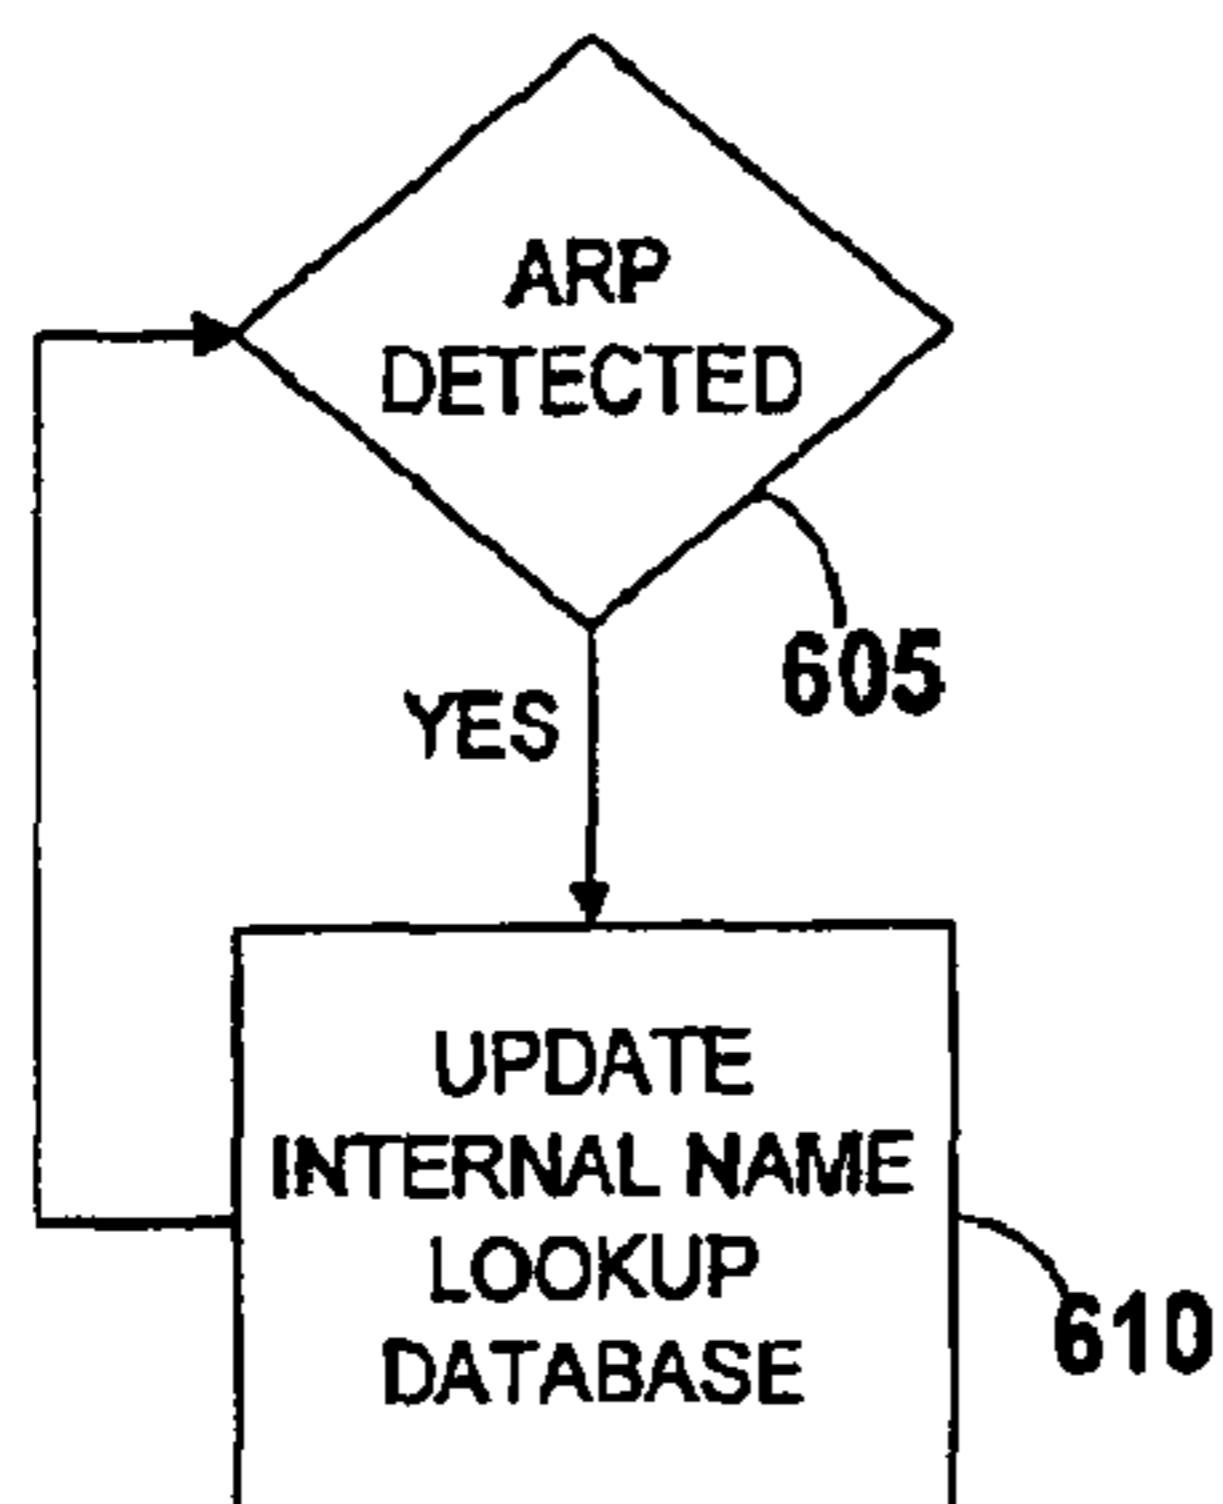 ARP
DETECTED
605
YES
UPDATE
INTERNAL NAME
LOOKUP
DATABASE
610